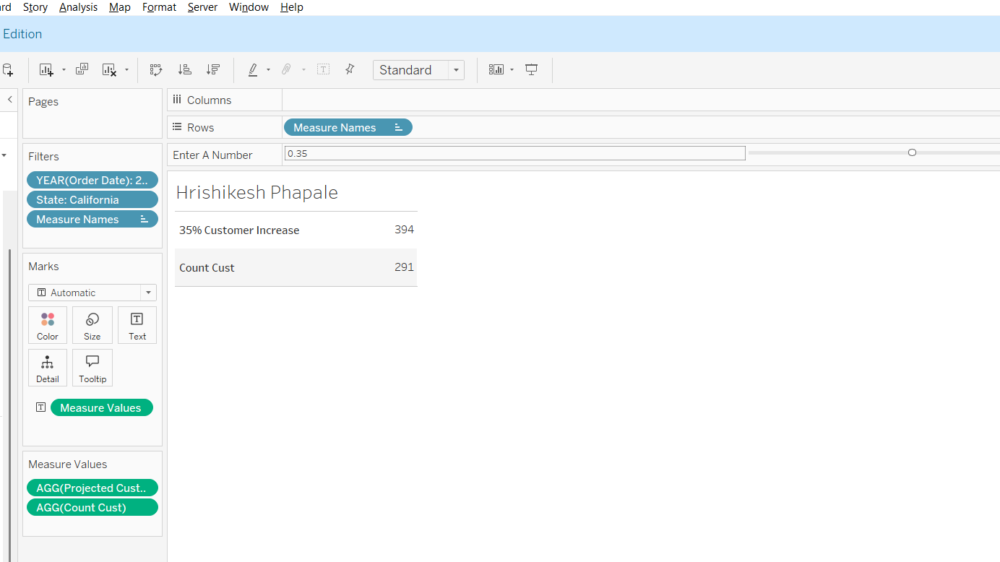 rd Story Analysis Map Format Server Window Help
Edition
Standard
Pages
Columns
Rows Measure Names
Filters
Enter A Number 0.35
YEAR(Order Date): 2..
State: California
Measure Names
Hrishikesh Phapale
35% Customer Increase 394
Count Cust 291
Marks
T Automatic
Color Size Text
Detail Tooltip
T Measure Values
Measure Values
AGG(Projected Cust..
AGG(Count Cust)